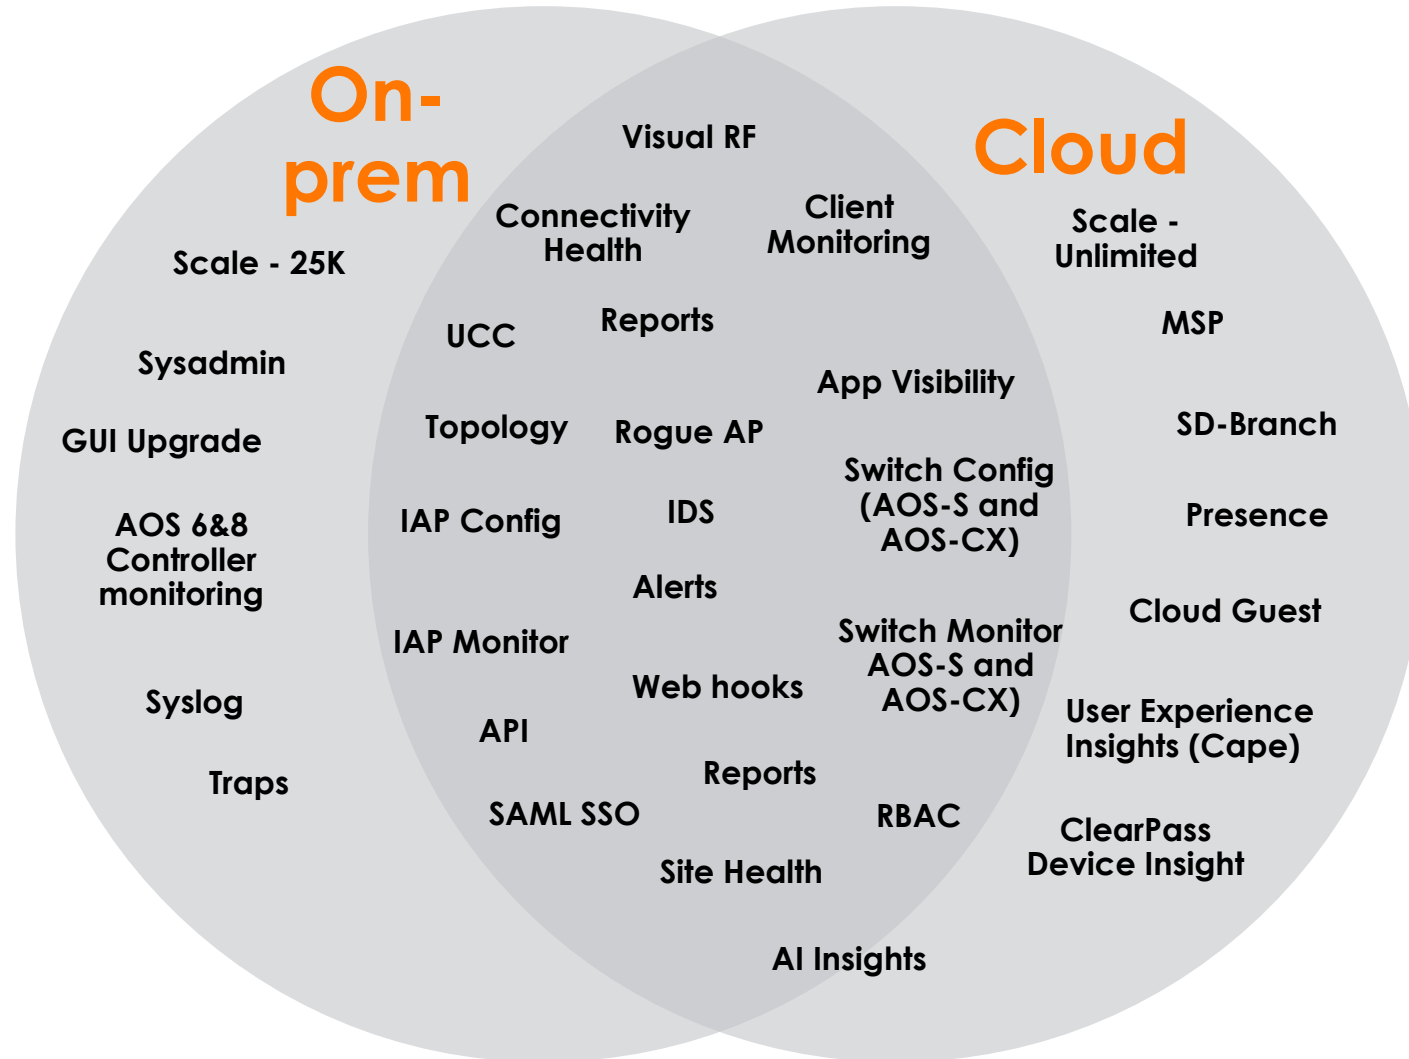 On-
prem
Scale - 25K
Sysadmin
GUI Upgrade
AOS 6&8
Controller
monitoring
Syslog
Traps
Visual RF
Connectivity
Health
Client
Monitoring
UCC
Reports
App Visibility
Topology
Rogue AP
Switch Config
(AOS-S and
AOS-CX)
IAP Config
IDS
Alerts
IAP Monitor
Switch Monitor
AOS-S and
AOS-CX)
Web hooks
API
Reports
SAML SSO
RBAC
Site Health
AI Insights
Cloud
Scale -
Unlimited
MSP
SD-Branch
Presence
Cloud Guest
User Experience
Insights (Cape)
ClearPass
Device Insight